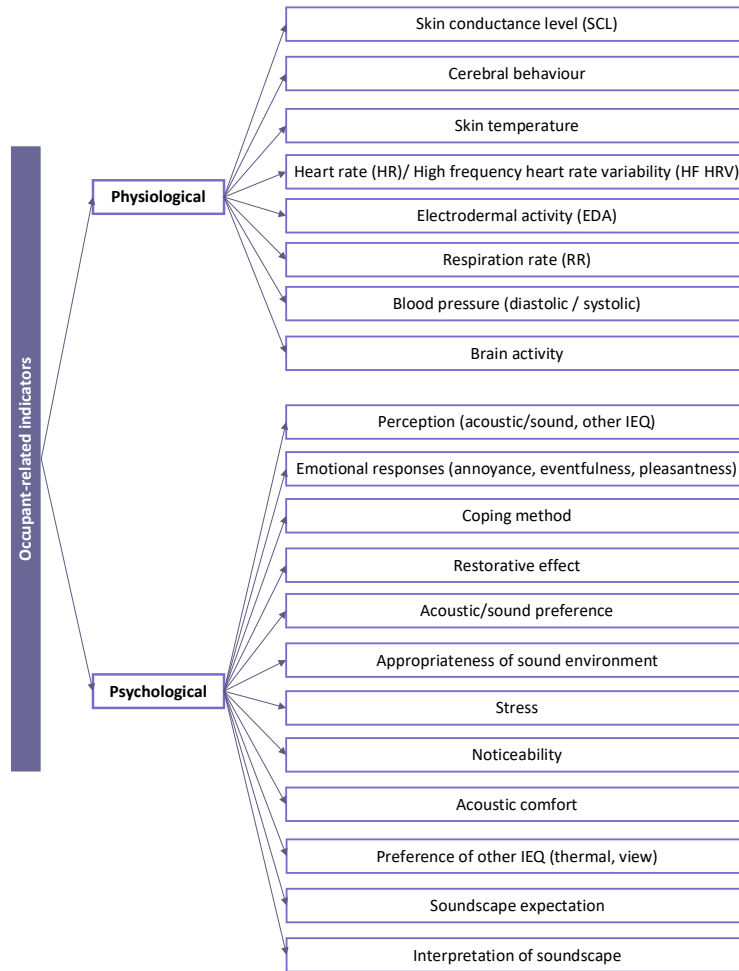 Occupant-related indicators
Physiological
Skin conductance level (SCL)
Cerebral behaviour
Skin temperature
Heart rate (HR)/ High frequency heart rate variability (HF HRV)
Electrodermal activity (EDA)
Respiration rate (RR)
Blood pressure (diastolic / systolic)
Brain activity
Psychological
Perception (acoustic/sound, other IEQ)
Emotional responses (annoyance, eventfulness, pleasantness)
Coping method
Restorative effect
Acoustic/sound preference
Appropriateness of sound environment
Stress
Noticeability
Acoustic comfort
Preference of other IEQ (thermal, view)
Soundscape expectation
Interpretation of soundscape